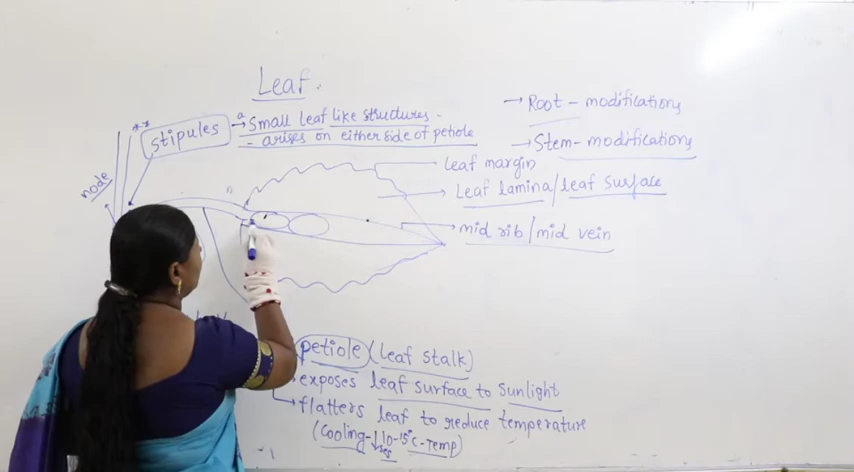 Leaf.
**
stipules
a
→ Small leaf like structures -
- arises on either side of petiole
node
→ Root - modifications
→ Stem - modifications
leaf margin
leaf lamina/leaf surface
mid rib/mid vein
petiole (leaf stalk)
exposes leaf surface to sunlight
flatters leaf to reduce temperature
(cooling-↓10-15°C-Temp)